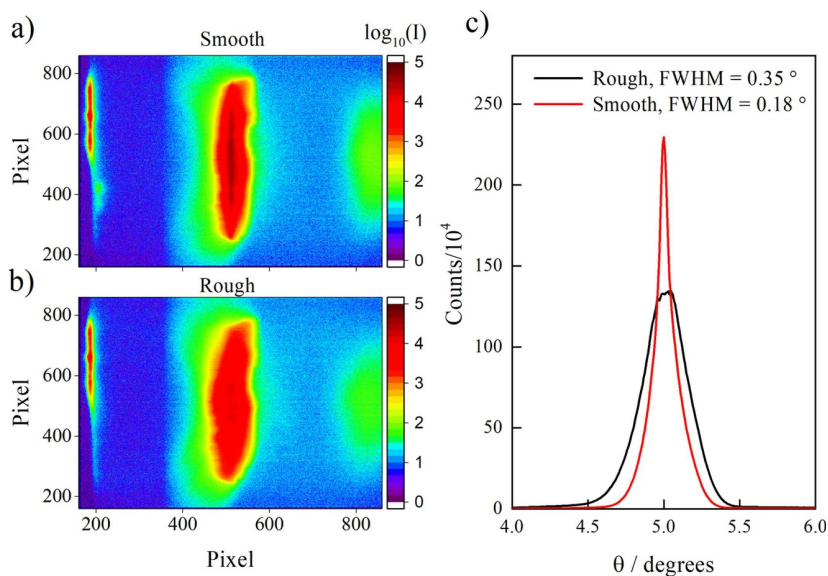 a)
Smooth
log10(I)
Pixel
800
600
400
200
5
4
3
2
1
0
b)
Rough
Pixel
800
600
400
200
5
4
3
2
1
0
200 400 600 800
Pixel
c)
Rough, FWHM = 0.35 °
Smooth, FWHM = 0.18 °
Counts/10^4
250
200
150
100
50
0
4.0 4.5 5.0 5.5 6.0
θ / degrees